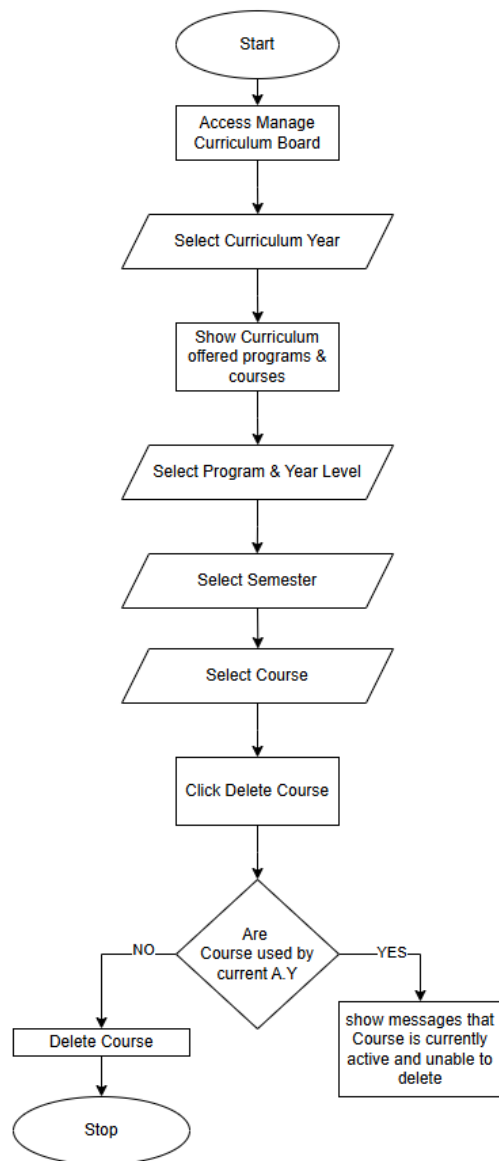 Start
Access Manage
Curriculum Board
Select Curriculum Year
Show Curriculum
offered programs &
courses
Select Program & Year Level
Select Semester
Select Course
Click Delete Course
Are
Course used by
current A.Y
NO
YES
Delete Course
show messages that
Course is currently
active and unable to
delete
Stop